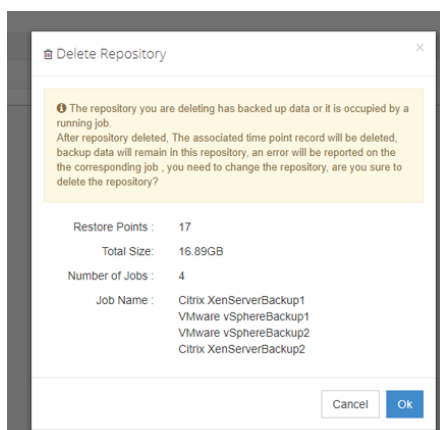 Delete Repository
The repository you are deleting has backed up data or it is occupied by a
running job.
After repository deleted, The associated time point record will be deleted,
backup data will remain in this repository, an error will be reported on the
the corresponding job , you need to change the repository, are you sure to
delete the repository?
Restore Points : 17
Total Size: 16.89GB
Number of Jobs : 4
Job Name : Citrix XenServerBackup1
VMware vSphereBackup1
VMware vSphereBackup2
Citrix XenServerBackup2
Cancel Ok